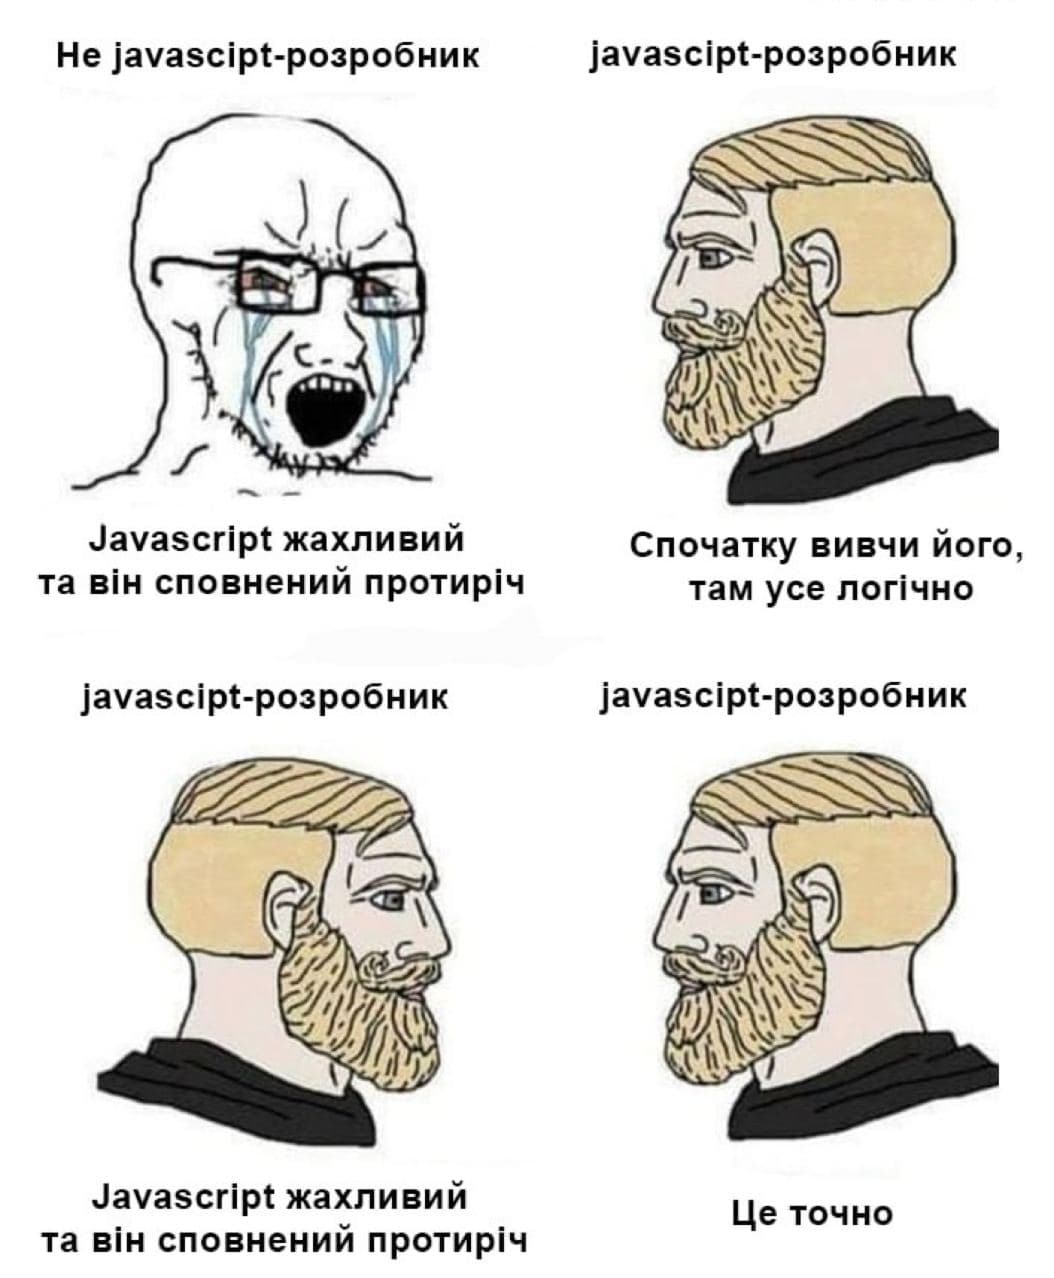 Не javascipt-розробник
javascipt-розробник
Javascript жахливий
та він сповнений протиріч
Спочатку вивчи його,
там усе логічно
javascipt-розробник
javascipt-розробник
Javascript жахливий
та він сповнений протиріч
Це точно